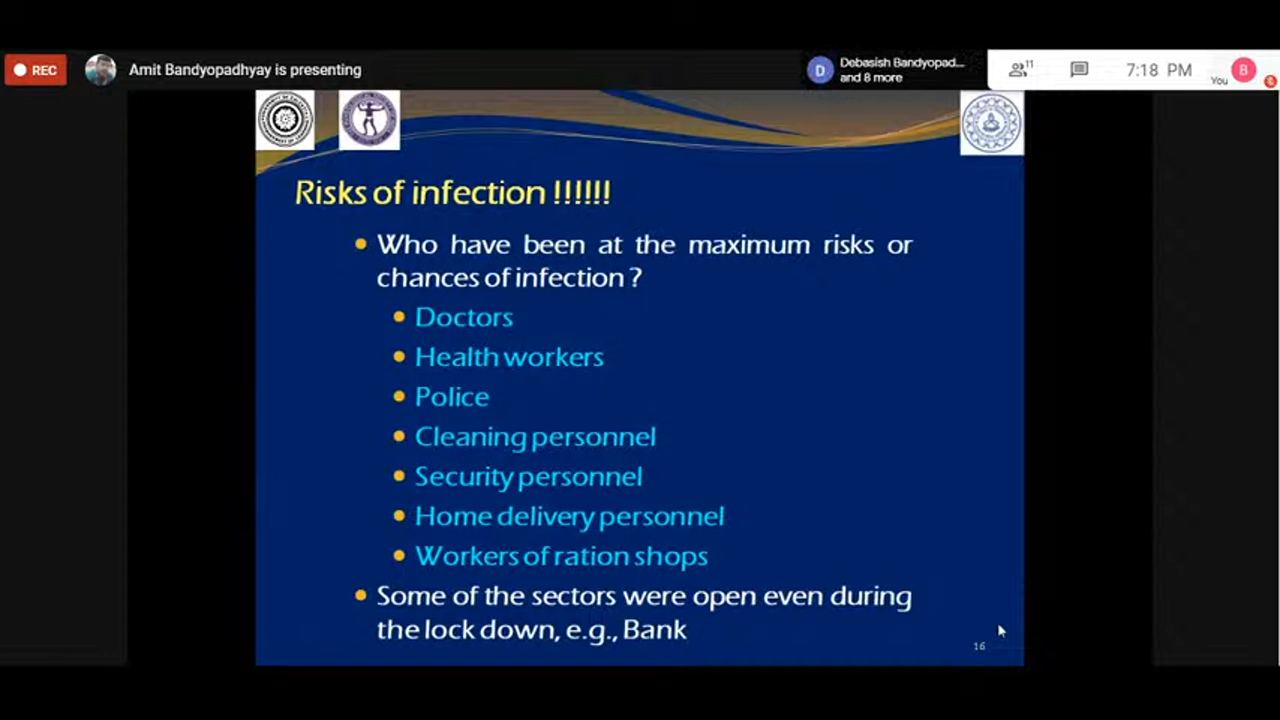 REC
Amit Bandyopadhyay is presenting
D
Debasish Bandyopad...
and 8 more
11
7:18 PM
You
B
Risks of infection !!!!!!
Who have been at the maximum risks or
chances of infection ?
Doctors
Health workers
Police
Cleaning personnel
Security personnel
Home delivery personnel
Workers of ration shops
Some of the sectors were open even during
the lock down, e.g., Bank
16